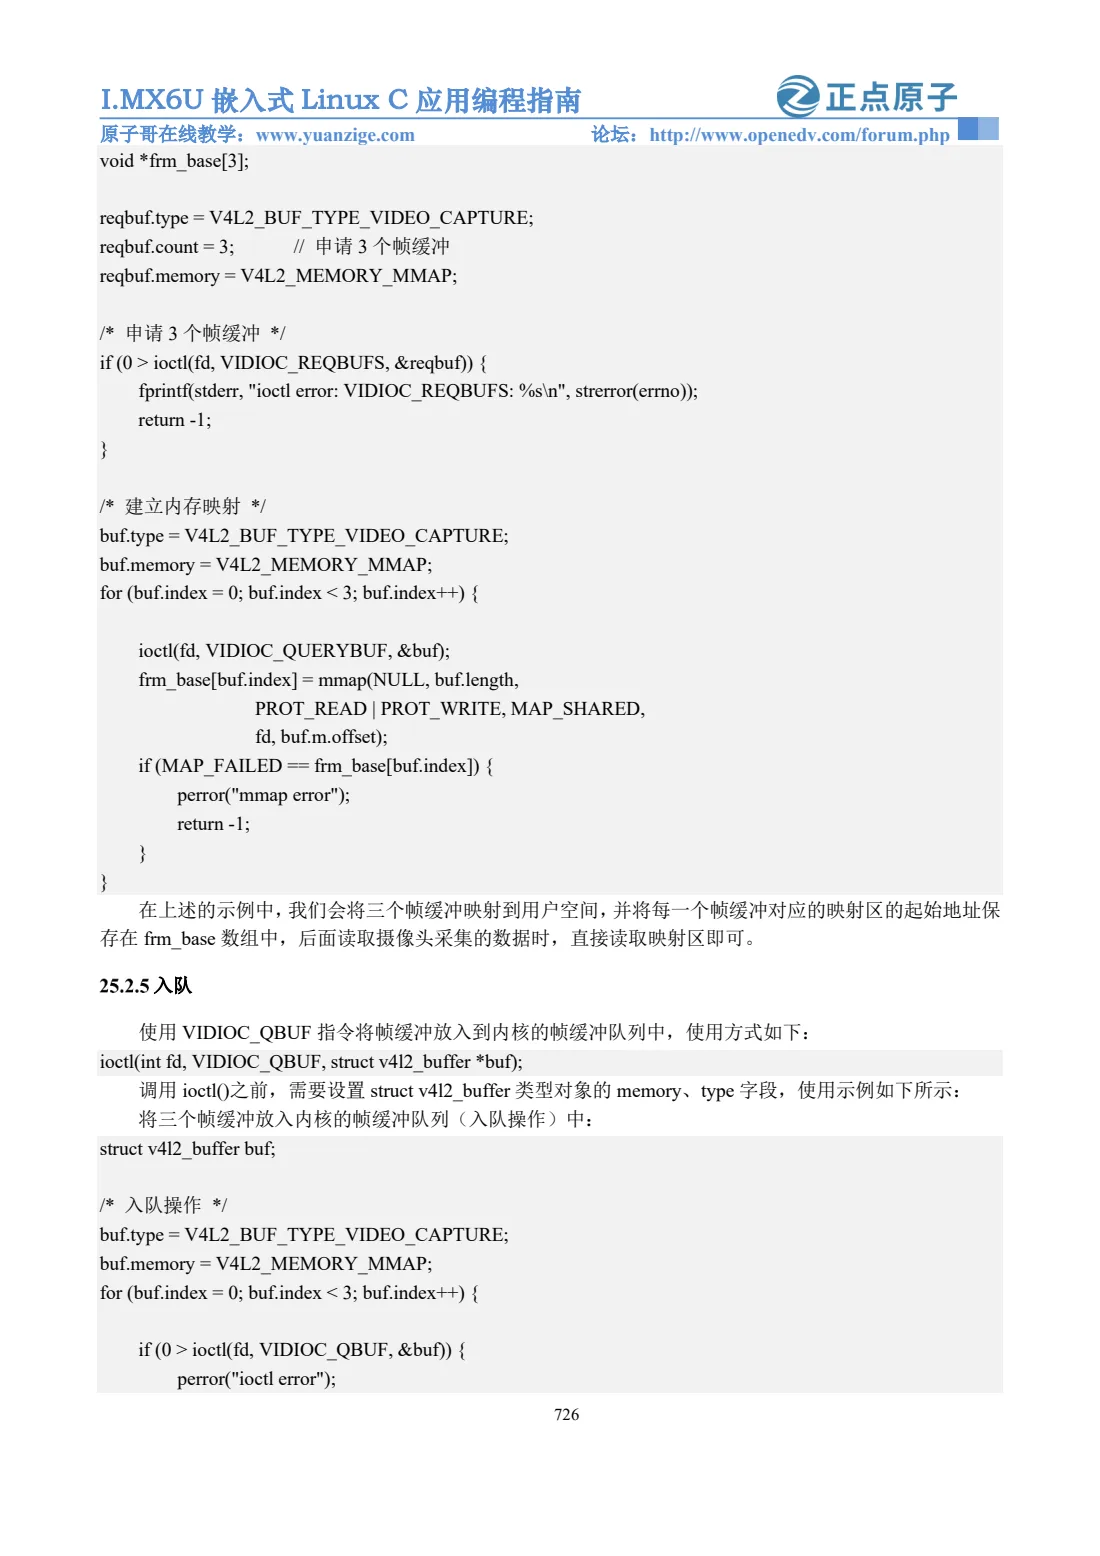 I.MX6U 嵌入式 Linux C 应用编程指南
正点原子
原子哥在线教学：www.yuanzige.com 论坛：http://www.openedv.com/forum.php
void *frm_base[3];
reqbuf.type = V4L2_BUF_TYPE_VIDEO_CAPTURE;
reqbuf.count = 3; // 申请 3 个帧缓冲
reqbuf.memory = V4L2_MEMORY_MMAP;
/* 申请 3 个帧缓冲 */
if (0 > ioctl(fd, VIDIOC_REQBUFS, &reqbuf)) {
fprintf(stderr, "ioctl error: VIDIOC_REQBUFS: %s\n", strerror(errno));
return -1;
}
/* 建立内存映射 */
buf.type = V4L2_BUF_TYPE_VIDEO_CAPTURE;
buf.memory = V4L2_MEMORY_MMAP;
for (buf.index = 0; buf.index < 3; buf.index++) {
ioctl(fd, VIDIOC_QUERYBUF, &buf);
frm_base[buf.index] = mmap(NULL, buf.length,
PROT_READ | PROT_WRITE, MAP_SHARED,
fd, buf.m.offset);
if (MAP_FAILED == frm_base[buf.index]) {
perror("mmap error");
return -1;
}
}
在上述的示例中，我们会将三个帧缓冲映射到用户空间，并将每一个帧缓冲对应的映射区的起始地址保
存在 frm_base 数组中，后面读取摄像头采集的数据时，直接读取映射区即可。
25.2.5 入队
使用 VIDIOC_QBUF 指令将帧缓冲放入到内核的帧缓冲队列中，使用方式如下：
ioctl(int fd, VIDIOC_QBUF, struct v4l2_buffer *buf);
调用 ioctl()之前，需要设置 struct v4l2_buffer 类型对象的 memory、type 字段，使用示例如下所示：
将三个帧缓冲放入内核的帧缓冲队列（入队操作）中：
struct v4l2_buffer buf;
/* 入队操作 */
buf.type = V4L2_BUF_TYPE_VIDEO_CAPTURE;
buf.memory = V4L2_MEMORY_MMAP;
for (buf.index = 0; buf.index < 3; buf.index++) {
if (0 > ioctl(fd, VIDIOC_QBUF, &buf)) {
perror("ioctl error");
726